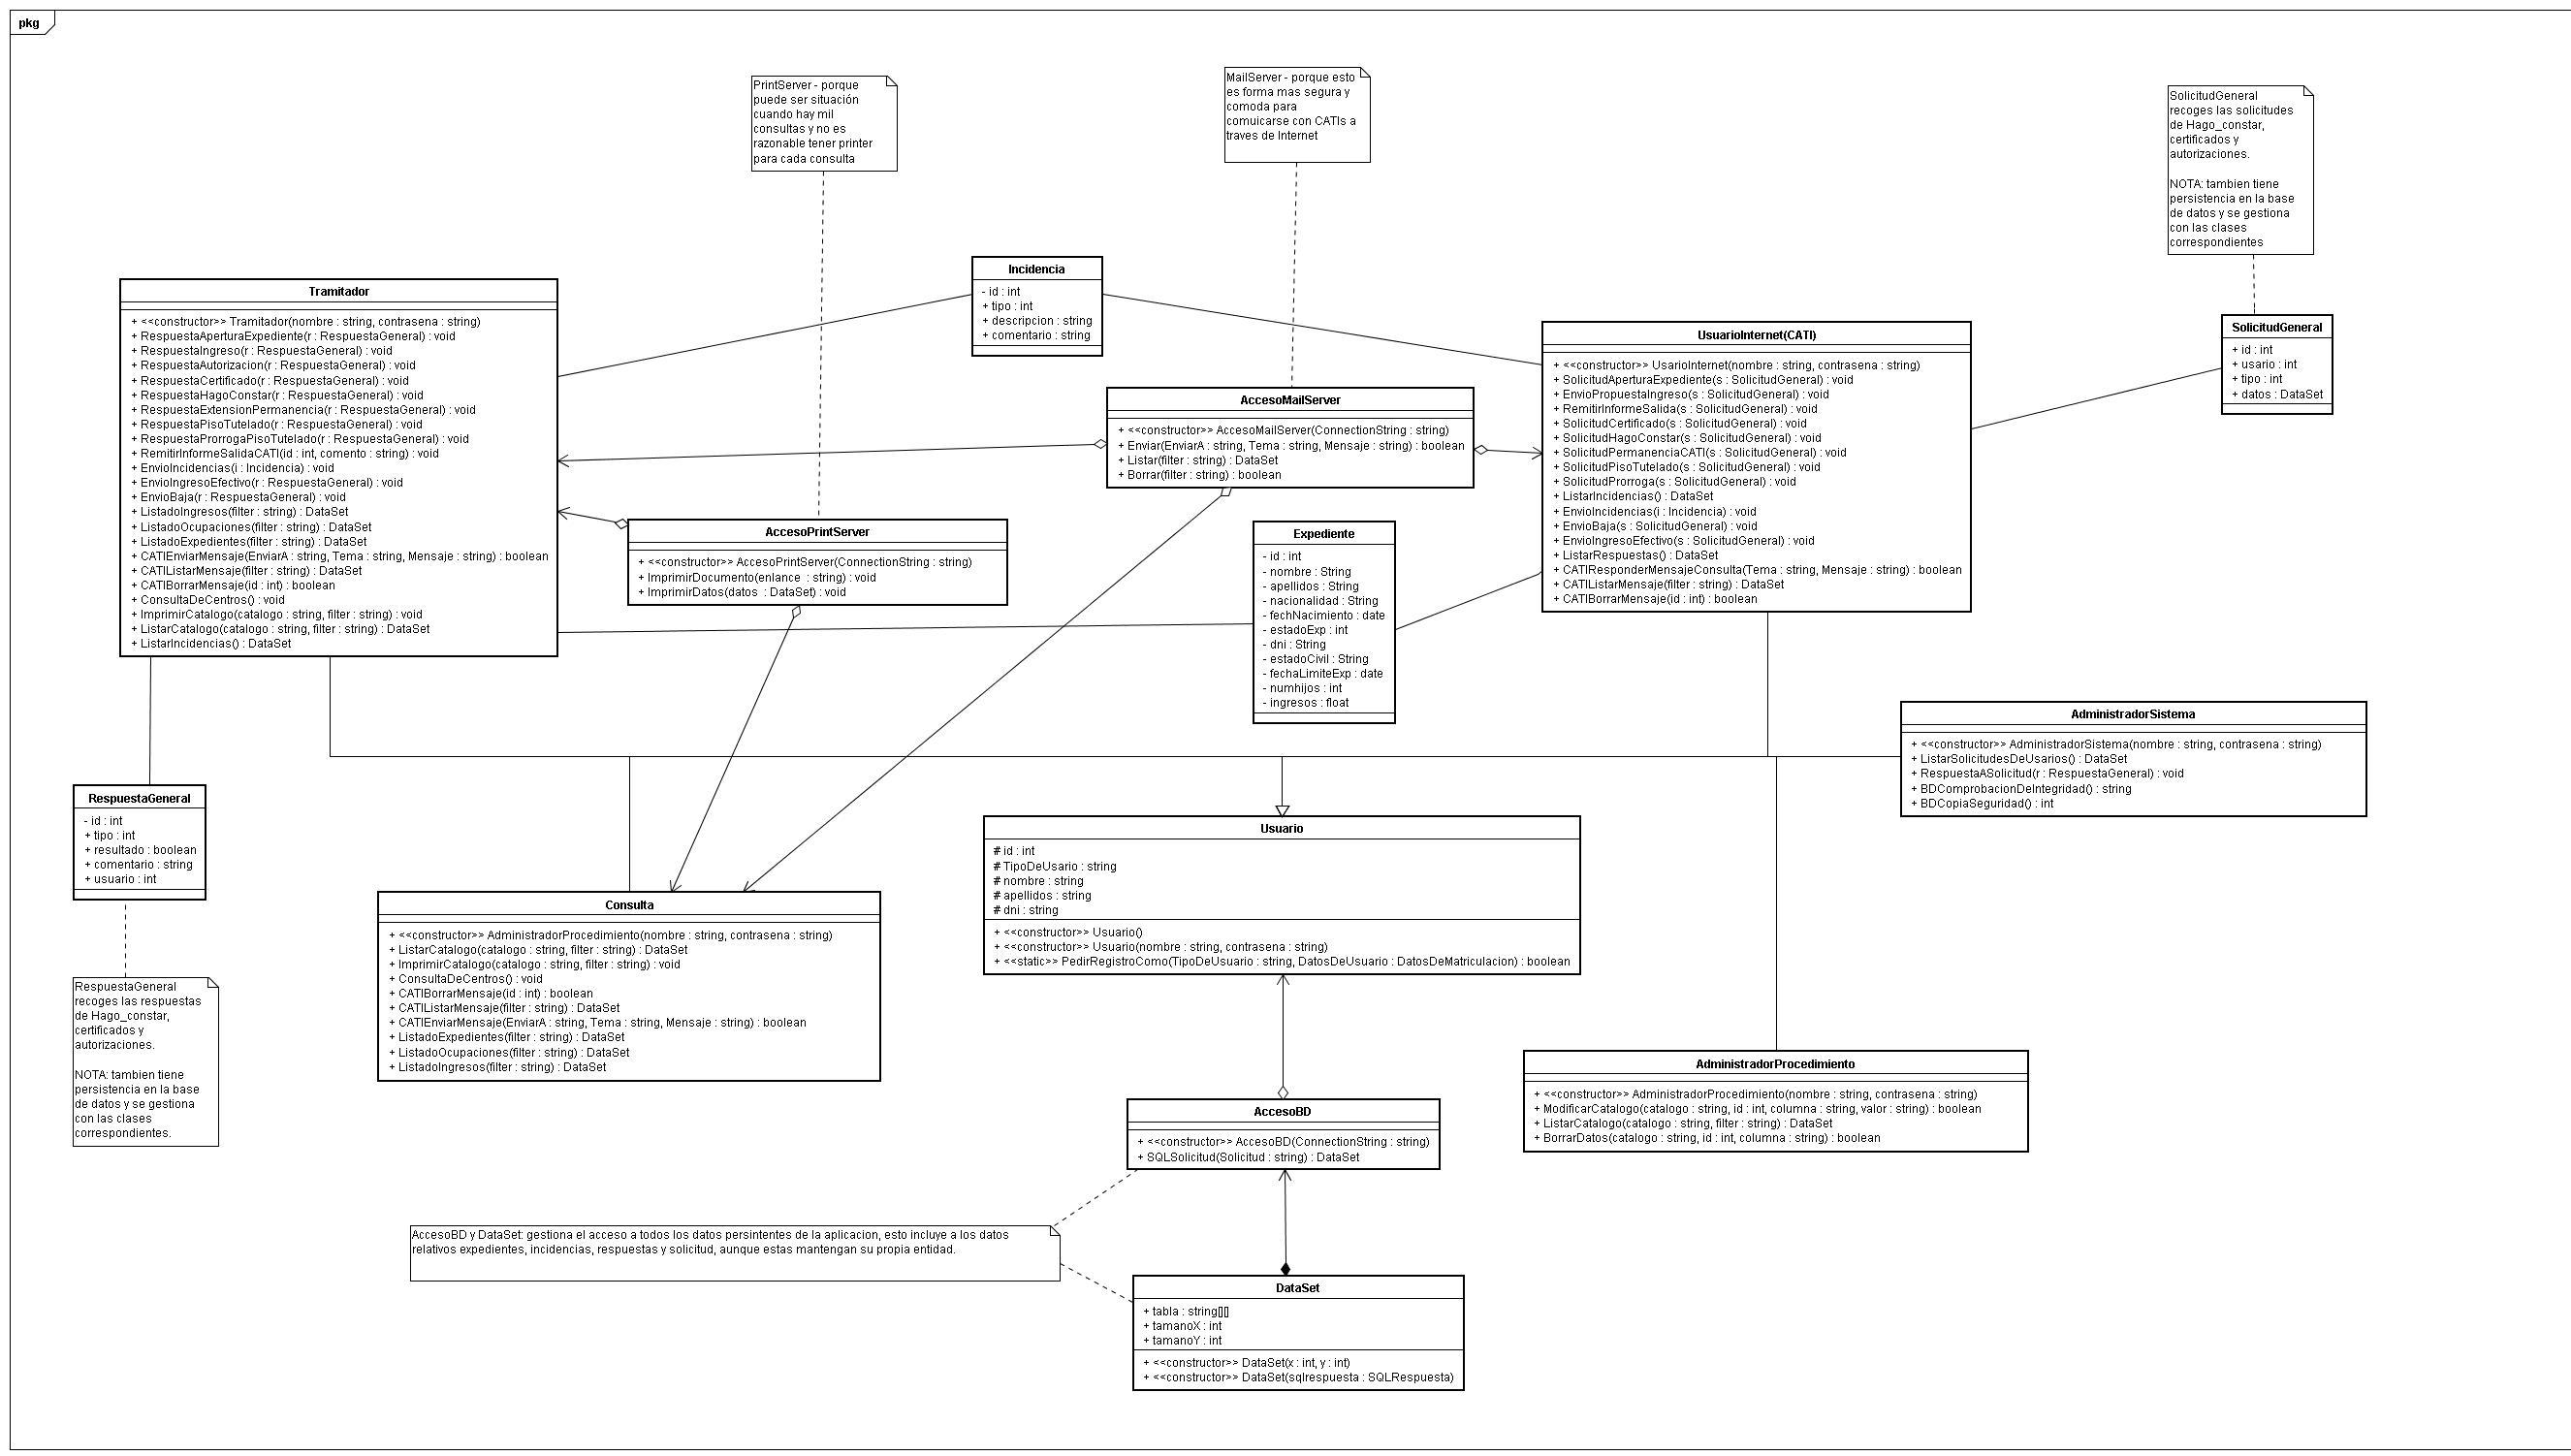 pkg
PrintServer - porque
puede ser situación
cuando hay mil
consultas y no es
razonable tener printer
para cada consulta
MailServer - porque esto
es forma mas segura y
comoda para
comuicarse con CATIs a
traves de Internet
SolicitudGeneral
recoges las solicitudes
de Hago_constar,
certificados y
autorizaciones.
NOTA: tambien tiene
persistencia en la base
de datos y se gestiona
con las clases
correspondientes
Tramitador
+ <<constructor>> Tramitador(nombre : string, contrasena : string)
+ RespuestaAperturaExpediente(r : RespuestaGeneral) : void
+ RespuestaIngreso(r : RespuestaGeneral) : void
+ RespuestaAutorizacion(r : RespuestaGeneral) : void
+ RespuestaCertificado(r : RespuestaGeneral) : void
+ RespuestaHagoConstar(r : RespuestaGeneral) : void
+ RespuestaExtensionPermanencia(r : RespuestaGeneral) : void
+ RespuestaPisoTutelado(r : RespuestaGeneral) : void
+ RespuestaProrrogaPisoTutelado(r : RespuestaGeneral) : void
+ RemitirInformeSalidaCATI(id : int, comento : string) : void
+ EnvioIncidencias(i : Incidencia) : void
+ EnvioIngresoEfectivo(r : RespuestaGeneral) : void
+ EnvioBaja(r : RespuestaGeneral) : void
+ ListadoIngresos(filter : string) : DataSet
+ ListadoOcupaciones(filter : string) : DataSet
+ ListadoExpedientes(filter : string) : DataSet
+ CATIEnviarMensaje(EnviarA : string, Tema : string, Mensaje : string) : boolean
+ CATIListarMensaje(filter : string) : DataSet
+ CATIBorrarMensaje(id : int) : boolean
+ ConsultaDeCentros() : void
+ ImprimirCatalogo(catalogo : string, filter : string) : void
+ ListarCatalogo(catalogo : string, filter : string) : DataSet
+ ListarIncidencias() : DataSet
Incidencia
- id : int
+ tipo : int
+ descripcion : string
+ comentario : string
AccesoMailServer
+ <<constructor>> AccesoMailServer(ConnectionString : string)
+ Enviar(EnviarA : string, Tema : string, Mensaje : string) : boolean
+ Listar(filter : string) : DataSet
+ Borrar(filter : string) : boolean
UsuarioInternet(CATI)
+ <<constructor>> UsarioInternet(nombre : string, contrasena : string)
+ SolicitudAperturaExpediente(s : SolicitudGeneral) : void
+ EnvioPropuestaIngreso(s : SolicitudGeneral) : void
+ RemitirInformeSalida(s : SolicitudGeneral) : void
+ SolicitudCertificado(s : SolicitudGeneral) : void
+ SolicitudHagoConstar(s : SolicitudGeneral) : void
+ SolicitudPermanenciaCATI(s : SolicitudGeneral) : void
+ SolicitudPisoTutelado(s : SolicitudGeneral) : void
+ SolicitudProrroga(s : SolicitudGeneral) : void
+ ListarIncidencias() : DataSet
+ EnvioIncidencias(i : Incidencia) : void
+ EnvioBaja(s : SolicitudGeneral) : void
+ EnvioIngresoEfectivo(s : SolicitudGeneral) : void
+ ListarRespuestas() : DataSet
+ CATIResponderMensajeConsulta(Tema : string, Mensaje : string) : boolean
+ CATIListarMensaje(filter : string) : DataSet
+ CATIBorrarMensaje(id : int) : boolean
SolicitudGeneral
+ id : int
+ usario : int
+ tipo : int
+ datos : DataSet
AccesoPrintServer
+ <<constructor>> AccesoPrintServer(ConnectionString : string)
+ ImprimirDocumento(enlance : string) : void
+ ImprimirDatos(datos : DataSet) : void
Expediente
- id : int
- nombre : String
- apellidos : String
- nacionalidad : String
- fechNacimiento : date
- estadoExp : int
- dni : String
- estadoCivil : String
- fechaLimiteExp : date
- numhijos : int
- ingresos : float
AdministradorSistema
+ <<constructor>> AdministradorSistema(nombre : string, contrasena : string)
+ ListarSolicitudesDeUsarios() : DataSet
+ RespuestaASolicitud(r : RespuestaGeneral) : void
+ BDComprobacionDeIntegridad() : string
+ BDCopiaSeguridad() : int
RespuestaGeneral
- id : int
+ tipo : int
+ resultado : boolean
+ comentario : string
+ usuario : int
Usuario
# id : int
# TipoDeUsario : string
# nombre : string
# apellidos : string
# dni : string
+ <<constructor>> Usuario()
+ <<constructor>> Usuario(nombre : string, contrasena : string)
+ <<static>> PedirRegistroComo(TipoDeUsuario : string, DatosDeUsuario : DatosDeMatriculacion) : boolean
Consulta
+ <<constructor>> AdministradorProcedimiento(nombre : string, contrasena : string)
+ ListarCatalogo(catalogo : string, filter : string) : DataSet
+ ImprimirCatalogo(catalogo : string, filter : string) : void
+ ConsultaDeCentros() : void
+ CATIBorrarMensaje(id : int) : boolean
+ CATIListarMensaje(filter : string) : DataSet
+ CATIEnviarMensaje(EnviarA : string, Tema : string, Mensaje : string) : boolean
+ ListadoExpedientes(filter : string) : DataSet
+ ListadoOcupaciones(filter : string) : DataSet
+ ListadoIngresos(filter : string) : DataSet
RespuestaGeneral
recoges las respuestas
de Hago_constar,
certificados y
autorizaciones.
NOTA: tambien tiene
persistencia en la base
de datos y se gestiona
con las clases
correspondientes.
AdministradorProcedimiento
+ <<constructor>> AdministradorProcedimiento(nombre : string, contrasena : string)
+ ModificarCatalogo(catalogo : string, id : int, columna : string, valor : string) : boolean
+ ListarCatalogo(catalogo : string, filter : string) : DataSet
+ BorrarDatos(catalogo : string, id : int, columna : string) : boolean
AccesoBD
+ <<constructor>> AccesoBD(ConnectionString : string)
+ SQLSolicitud(Solicitud : string) : DataSet
AccesoBD y DataSet: gestiona el acceso a todos los datos persintentes de la aplicacion, esto incluye a los datos
relativos expedientes, incidencias, respuestas y solicitud, aunque estas mantengan su propia entidad.
DataSet
+ tabla : string[][]
+ tamanoX : int
+ tamanoY : int
+ <<constructor>> DataSet(x : int, y : int)
+ <<constructor>> DataSet(sqlrespuesta : SQLRespuesta)